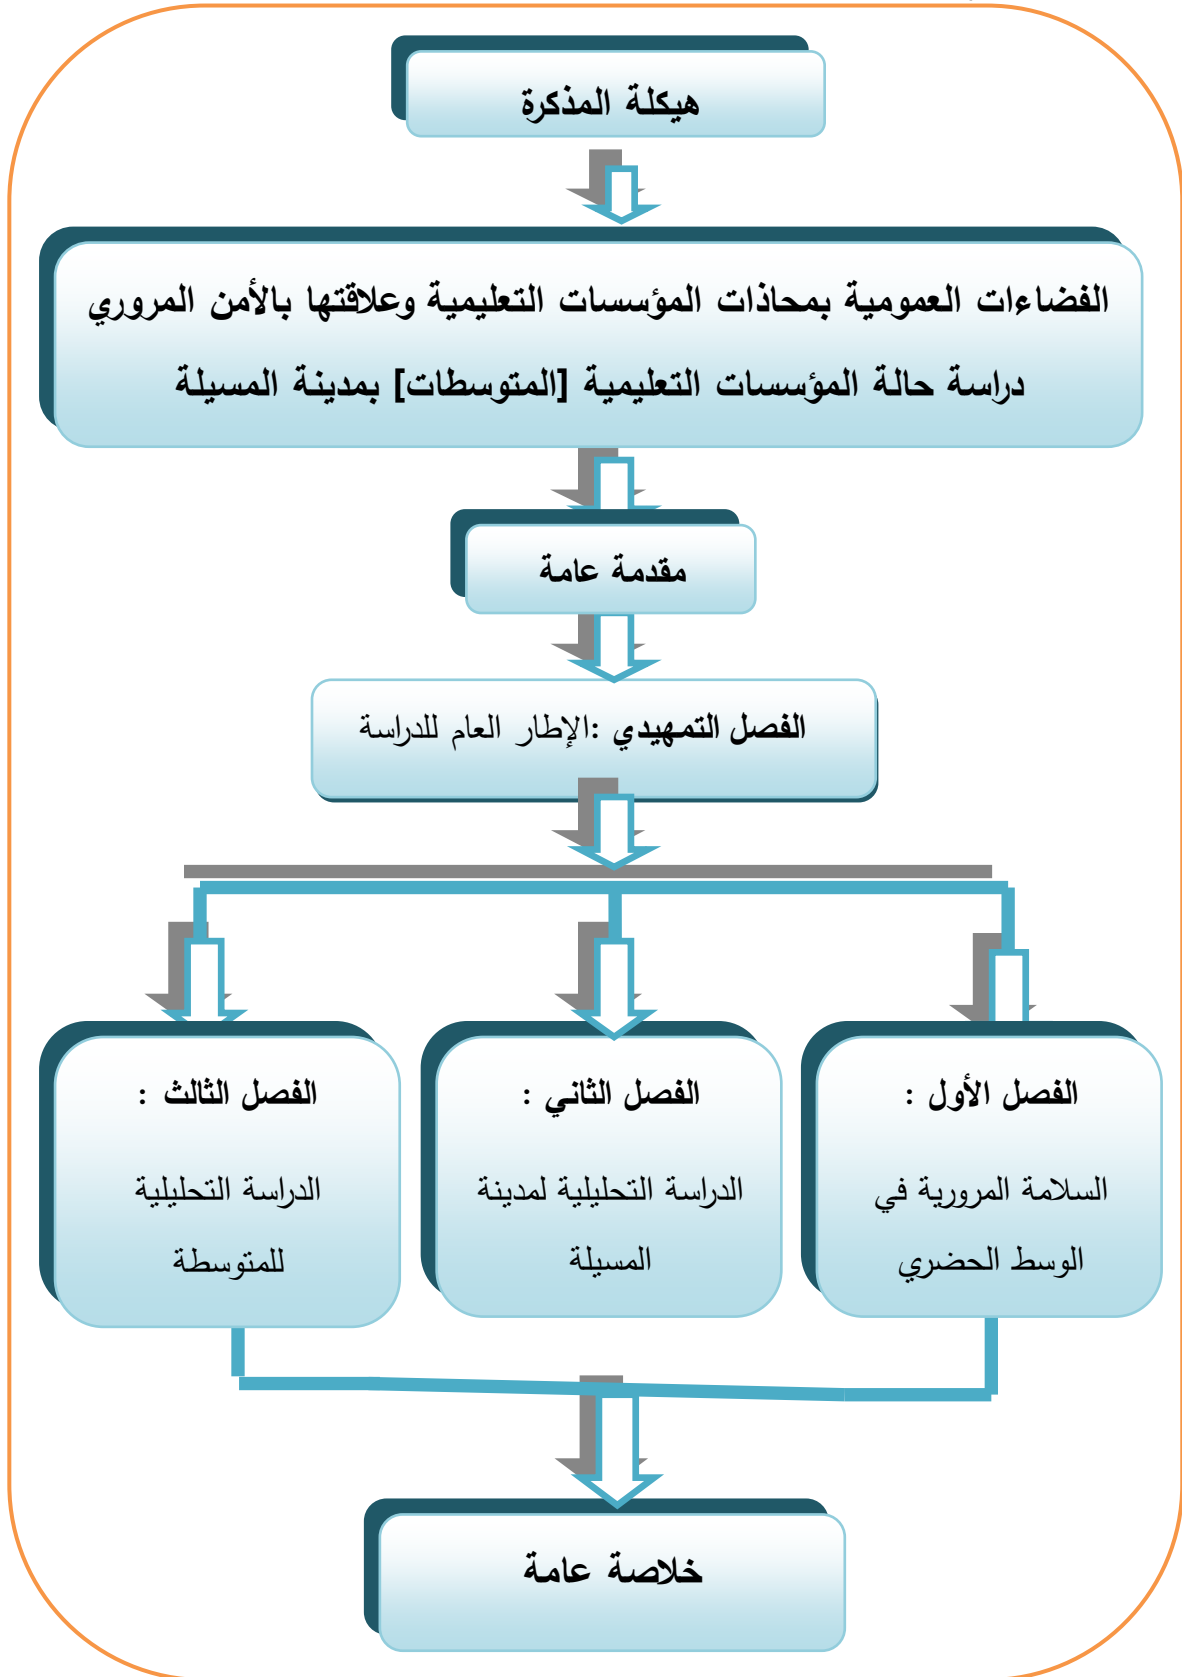 هيكلة المذكرة
الفضاءات العمومية بمحاذات المؤسسات التعليمية وعلاقتها بالأمن المروري
دراسة حالة المؤسسات التعليمية [المتوسطات] بمدينة المسيلة
مقدمة عامة
الفصل التمهيدي :الإطار العام للدراسة
الفصل الأول :
السلامة المرورية في
الوسط الحضري
الفصل الثاني :
الدراسة التحليلية لمدينة
المسيلة
الفصل الثالث :
الدراسة التحليلية
للمتوسطة
خلاصة عامة